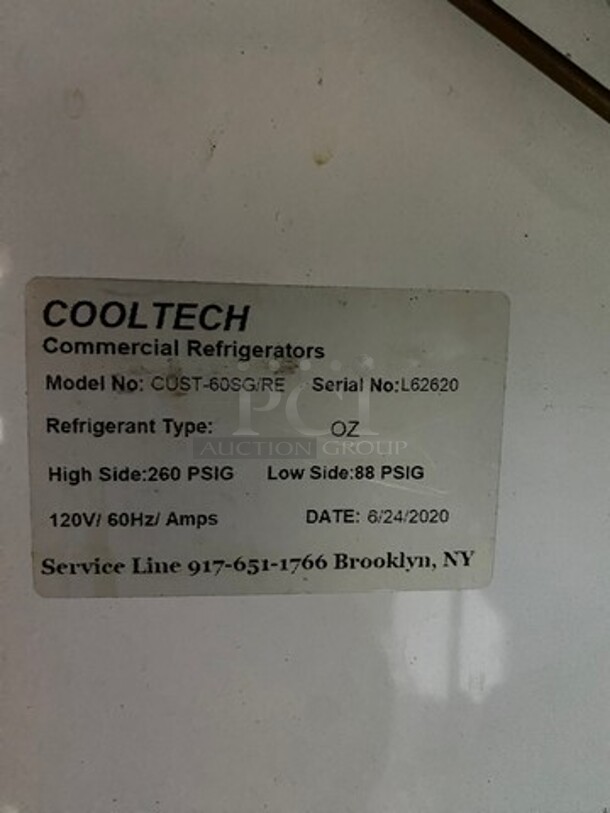 COOLTECH
Commercial Refrigerators
Model No: CUST-60SG/RE Serial No:L62620
PCI
AUCTION GROUP
Refrigerant Type: OZ
High Side:260 PSIG Low Side:88 PSIG
120V/ 60Hz/ Amps DATE: 6/24/2020
Service Line 917-651-1766 Brooklyn, NY